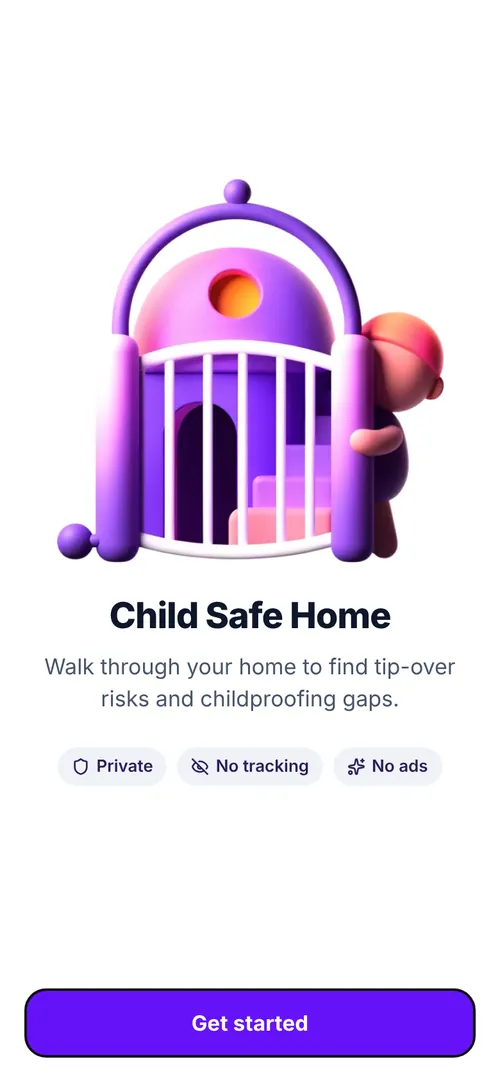 Child Safe Home
Walk through your home to find tip-over
risks and childproofing gaps.
Private
No tracking
No ads
Get started